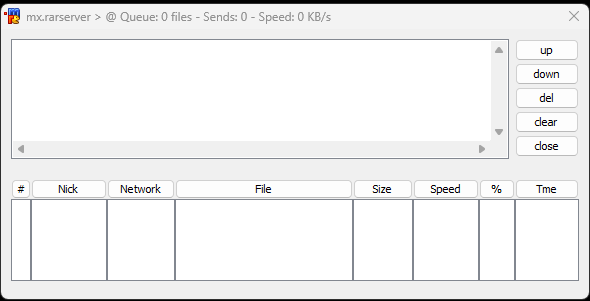 mx.rarserver > @ Queue: 0 files - Sends: 0 - Speed: 0 KB/s
up
down
del
clear
close
# Nick Network File Size Speed % Tme